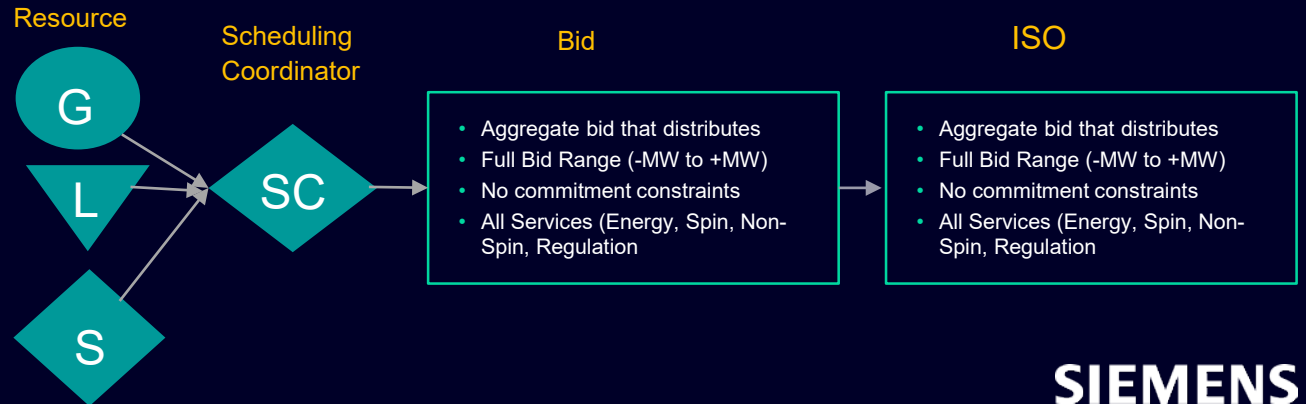 Resource
Scheduling
Coordinator
Bid
ISO
G
L
S
SC
• Aggregate bid that distributes
• Full Bid Range (-MW to +MW)
• No commitment constraints
• All Services (Energy, Spin, Non-
Spin, Regulation
• Aggregate bid that distributes
• Full Bid Range (-MW to +MW)
• No commitment constraints
• All Services (Energy, Spin, Non-
Spin, Regulation
SIEMENS